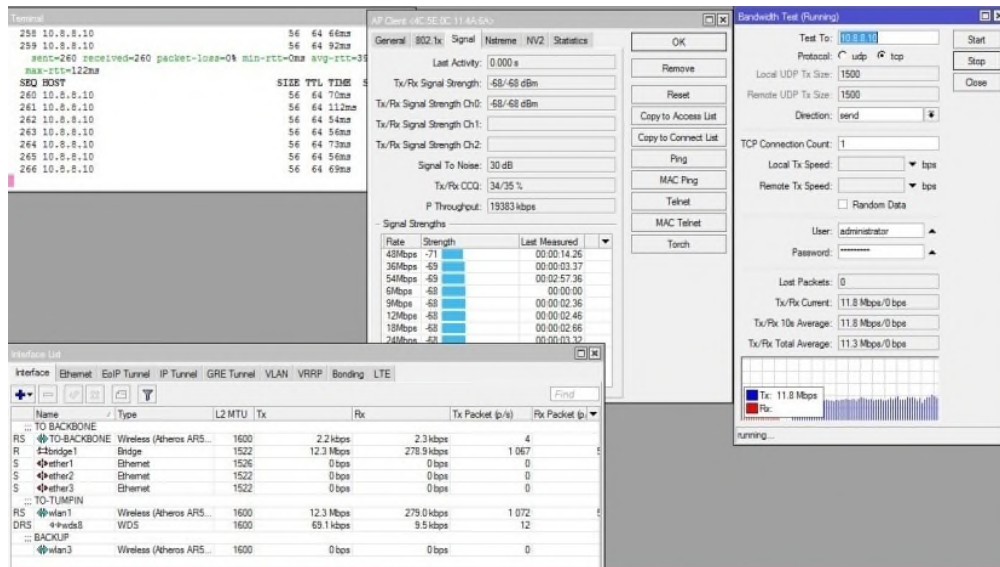 Terminal
258 10.8.8.10 56 64 66ms
259 10.8.8.10 56 64 92ms
sent=260 received=260 packet-loss=0% min-rtt=0ms
max-rtt=122ms
SEQ HOST SIZE TTL TIME
260 10.8.8.10 56 64 70ms
261 10.8.8.10 56 64 112ms
262 10.8.8.10 56 64 54ms
263 10.8.8.10 56 64 56ms
264 10.8.8.10 56 64 73ms
265 10.8.8.10 56 64 56ms
266 10.8.8.10 56 64 69ms
AP Client <4C:5E:0C:11:4A:6A>
General 802.1x Signal Nstreme NV2 Statistics
Last Activity: 0.000 s
Tx/Rx Signal Strength: -68/-68 dBm
Tx/Rx Signal Strength Ch0: -68/-68 dBm
Tx/Rx Signal Strength Ch1:
Tx/Rx Signal Strength Ch2:
Signal To Noise: 30 dB
Tx/Rx CCQ: 34/35 %
P Throughput: 19383 kbps
Signal Strengths
Rate Strength Last Measured
48Mbps -71 00:00:14.26
36Mbps -69 00:00:03.37
54Mbps -69 00:02:57.36
6Mbps -68 00:00:00
9Mbps -68 00:00:02.36
12Mbps -68 00:00:02.46
18Mbps -68 00:00:02.66
24Mbps -68 00:00:03.32
OK
Remove
Reset
Copy to Access List
Copy to Connect List
Ping
MAC Ping
Telnet
MAC Telnet
Torch
Bandwidth Test (Running)
Test To: 10.8.8.10
Protocol: udp tcp
Local UDP Tx Size: 1500
Remote UDP Tx Size: 1500
Direction: send
TCP Connection Count: 1
Local Tx Speed: bps
Remote Tx Speed: bps
Random Data
User: administrator
Password: *********
Lost Packets: 0
Tx/Rx Current: 11.8 Mbps/0 bps
Tx/Rx 10s Average: 11.8 Mbps/0 bps
Tx/Rx Total Average: 11.3 Mbps/0 bps
Tx: 11.8 Mbps
Rx:
running...
Start
Stop
Close
Interface List
Interface Ethernet EoIP Tunnel IP Tunnel GRE Tunnel VLAN VRRP Bonding LTE
Find
Name Type L2 MTU Tx Rx Tx Packet (p/s) Rx Packet (p/
::: TO BACKBONE
RS TO-BACKBONE Wireless (Atheros AR5... 1600 2.2 kbps 2.3 kbps 4
R bridge1 Bridge 1522 12.3 Mbps 278.9 kbps 1 067
S ether1 Ethernet 1526 0 bps 0 bps 0
S ether2 Ethernet 1522 0 bps 0 bps 0
S ether3 Ethernet 1522 0 bps 0 bps 0
::: TO-TUMPIN
RS wlan1 Wireless (Atheros AR5... 1600 12.3 Mbps 279.0 kbps 1 072
DRS wds8 WDS 1600 69.1 kbps 9.5 kbps 12
::: BACKUP
wlan3 Wireless (Atheros AR5... 1600 0 bps 0 bps 0